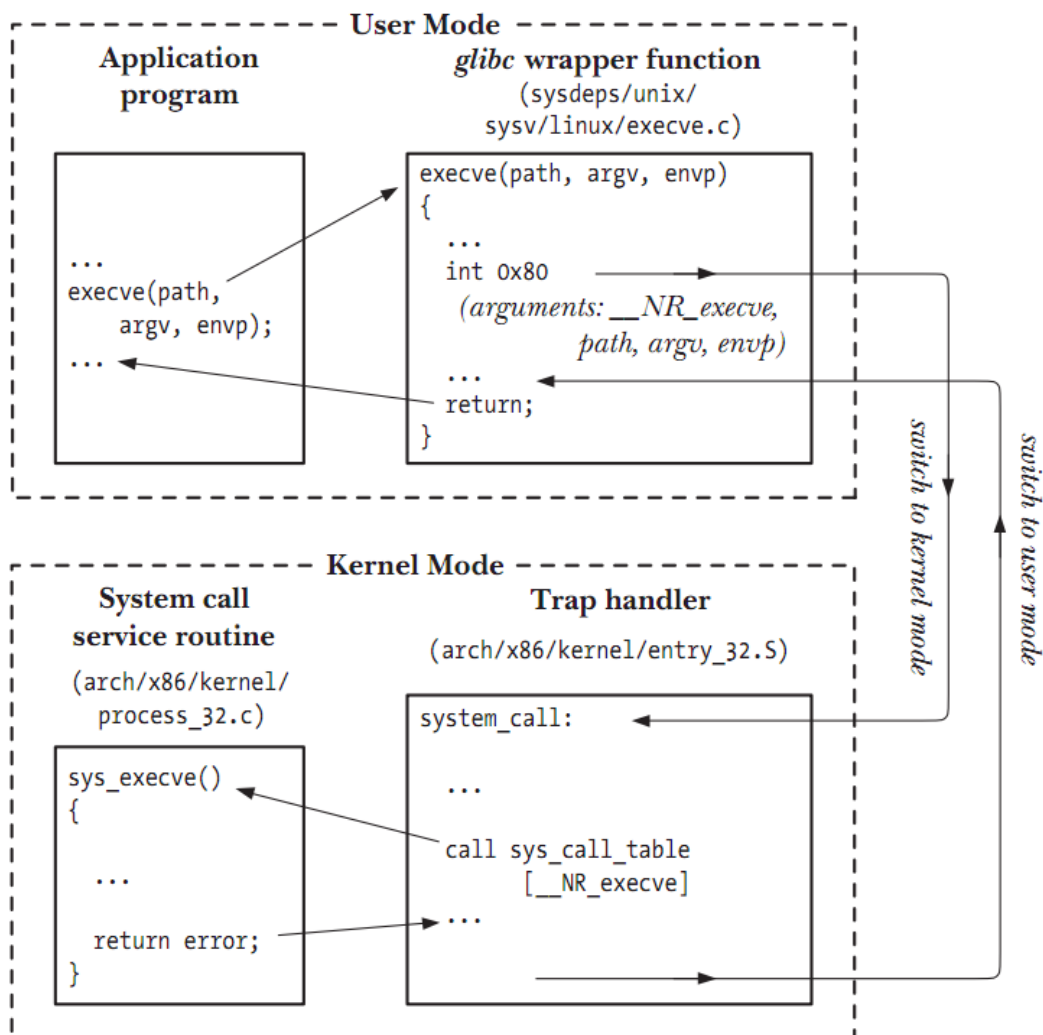 User Mode
Application
program
glibc wrapper function
(sysdeps/unix/
sysv/linux/execve.c)
...
execve(path,
argv, envp);
...
execve(path, argv, envp)
{
...
int 0x80
(arguments: __NR_execve,
path, argv, envp)
...
return;
}
switch to kernel mode
switch to user mode
Kernel Mode
System call
service routine
(arch/x86/kernel/
process_32.c)
Trap handler
(arch/x86/kernel/entry_32.S)
sys_execve()
{
...
return error;
}
system_call:
...
call sys_call_table
[__NR_execve]
...